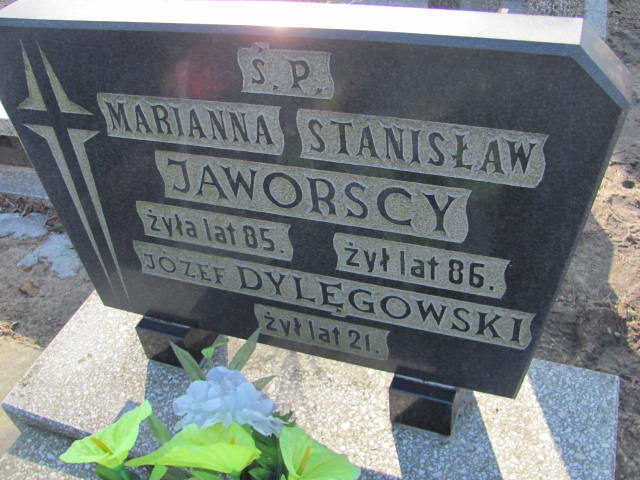 Ś.P.
MARIANNA STANISŁAW
JAWORSCY
żyła lat 85. żył lat 86.
JÓZEF DYLĘGOWSKI
żył lat 21.